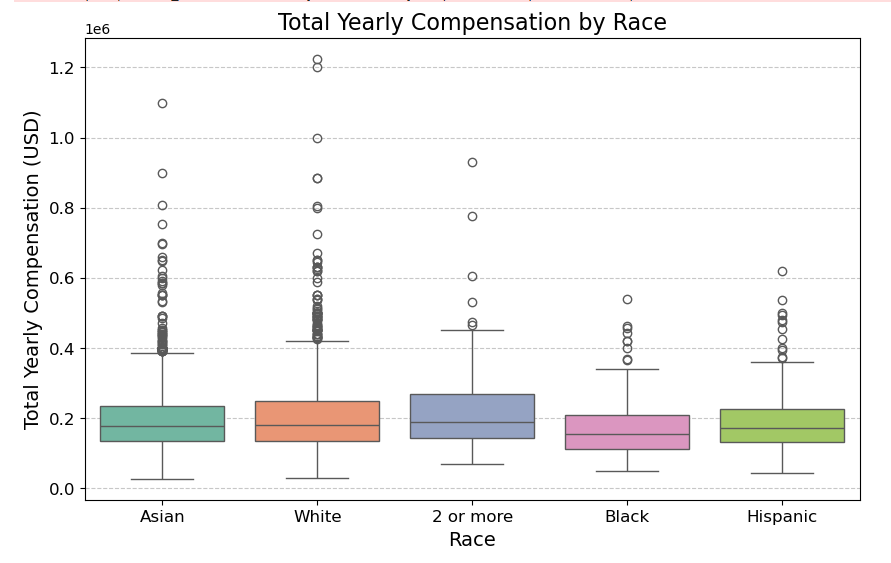 Total Yearly Compensation by Race
1e6
1.2
1.0
0.8
0.6
0.4
0.2
0.0
Total Yearly Compensation (USD)
Asian White 2 or more Black Hispanic
Race